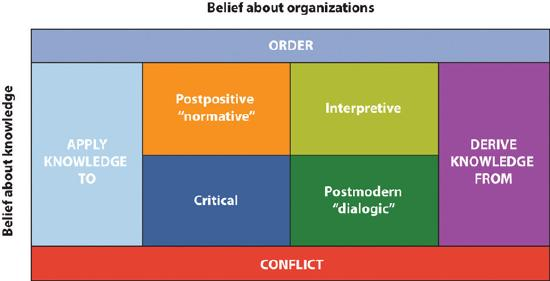 Belief about organizations
Belief about knowledge
ORDER
APPLY
KNOWLEDGE
TO
Postpositive
“normative”
Interpretive
DERIVE
KNOWLEDGE
FROM
Critical
Postmodern
“dialogic”
CONFLICT